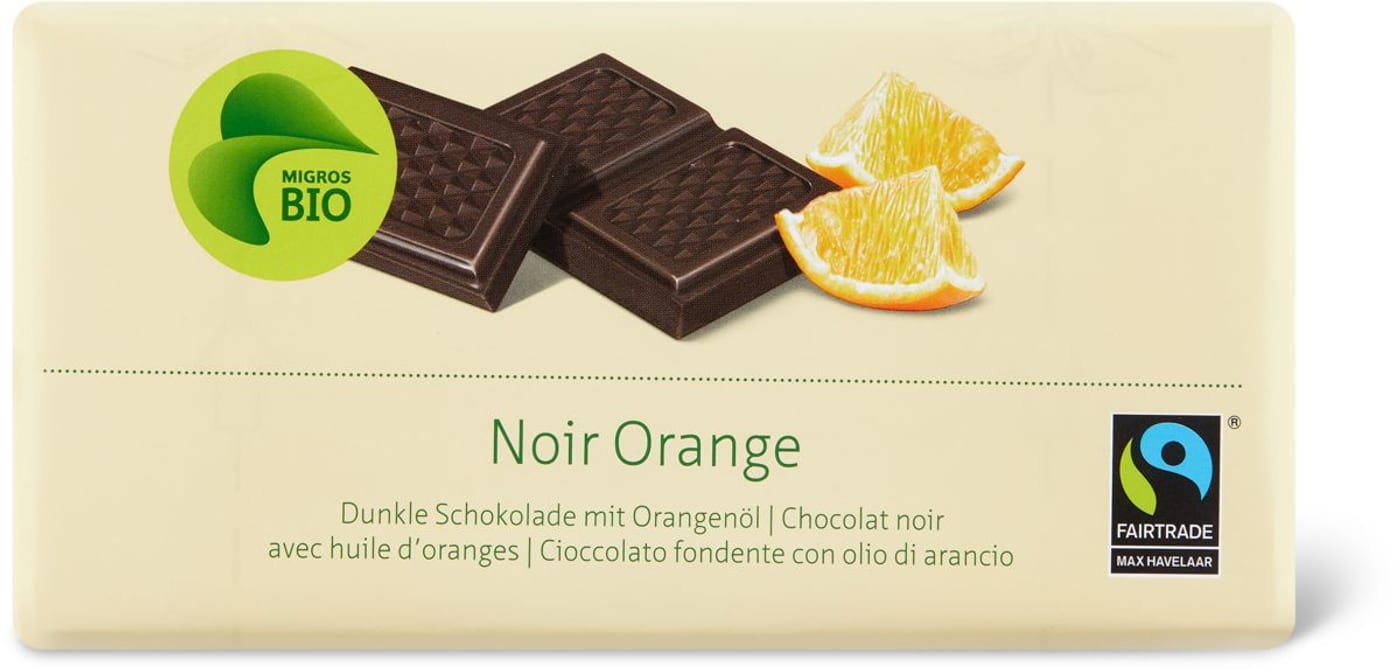 MIGROS
BIO
Noir Orange
Dunkle Schokolade mit Orangenöl | Chocolat noir
avec huile d'oranges | Cioccolato fondente con olio di arancio
®
FAIRTRADE
MAX HAVELAAR